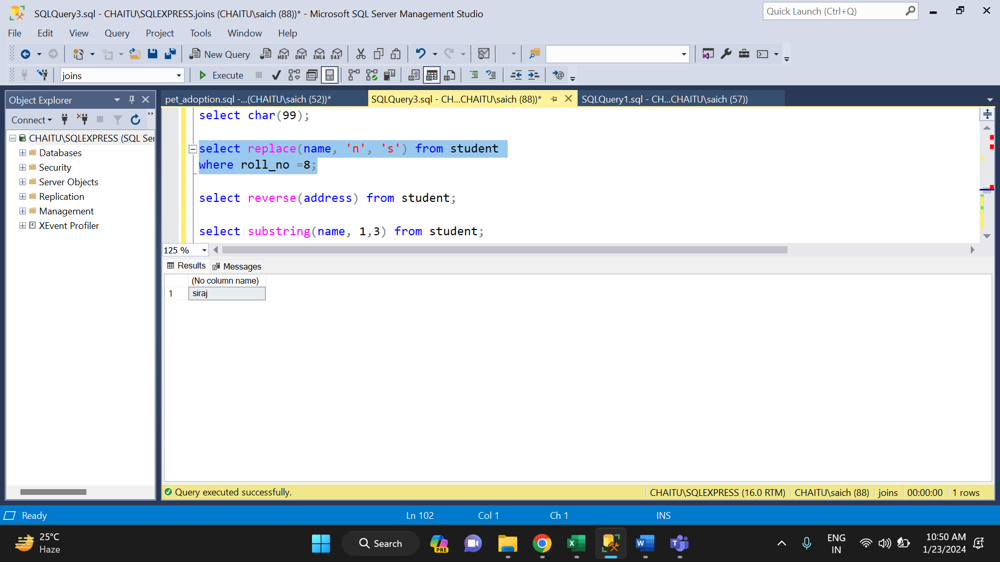 SQLQuery3.sql - CHAITU\SQLEXPRESS.joins (CHAITU\saich (88))* - Microsoft SQL Server Management Studio
Quick Launch (Ctrl+Q)
File Edit View Query Project Tools Window Help
New Query MDX DMX XMLA DAX
joins Execute
Object Explorer
pet_adoption.sql -...(CHAITU\saich (52))* SQLQuery3.sql - CH...CHAITU\saich (88))* SQLQuery1.sql - CH...CHAITU\saich (57))
Connect
CHAITU\SQLEXPRESS (SQL Ser
Databases
Security
Server Objects
Replication
Management
XEvent Profiler
select char(99);
select replace(name, 'n', 's') from student
where roll_no =8;
select reverse(address) from student;
select substring(name, 1,3) from student;
125 %
Results Messages
(No column name)
1 siraj
Query executed successfully. CHAITU\SQLEXPRESS (16.0 RTM) CHAITU\saich (88) joins 00:00:00 1 rows
Ready Ln 102 Col 1 Ch 1 INS
25°C
Haze
Search
PRE
ENG
IN
10:50 AM
1/23/2024